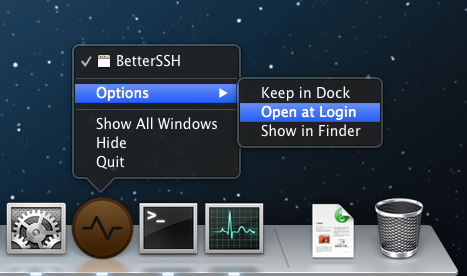 ✓ BetterSSH
Options
Keep in Dock
Open at Login
Show in Finder
Show All Windows
Hide
Quit
>_